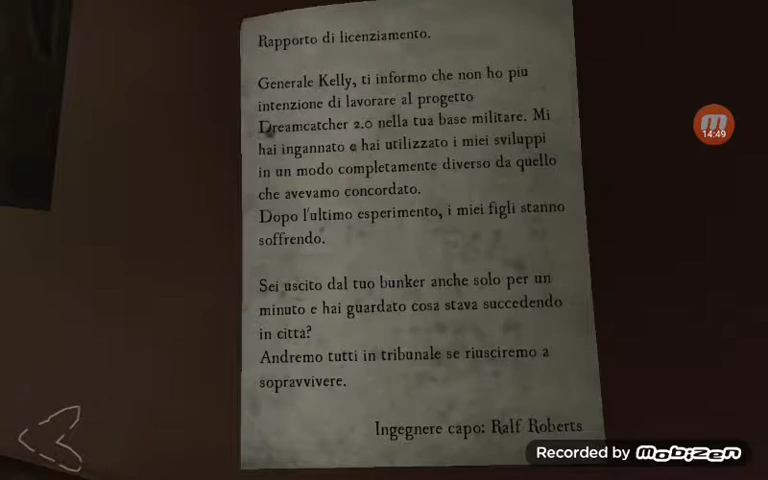 Rapporto di licenziamento.
Generale Kelly, ti informo che non ho piu
intenzione di lavorare al progetto
Dreamcatcher 2.0 nella tua base militare. Mi
hai ingannato e hai utilizzato i miei sviluppi
in un modo completamente diverso da quello
che avevamo concordato.
Dopo l'ultimo esperimento, i miei figli stanno
soffrendo.
Sei uscito dal tuo bunker anche solo per un
minuto e hai guardato cosa stava succedendo
in citta?
Andremo tutti in tribunale se riusciremo a
sopravvivere.
Ingegnere capo: Ralf Roberts
14:49
Recorded by mobizen